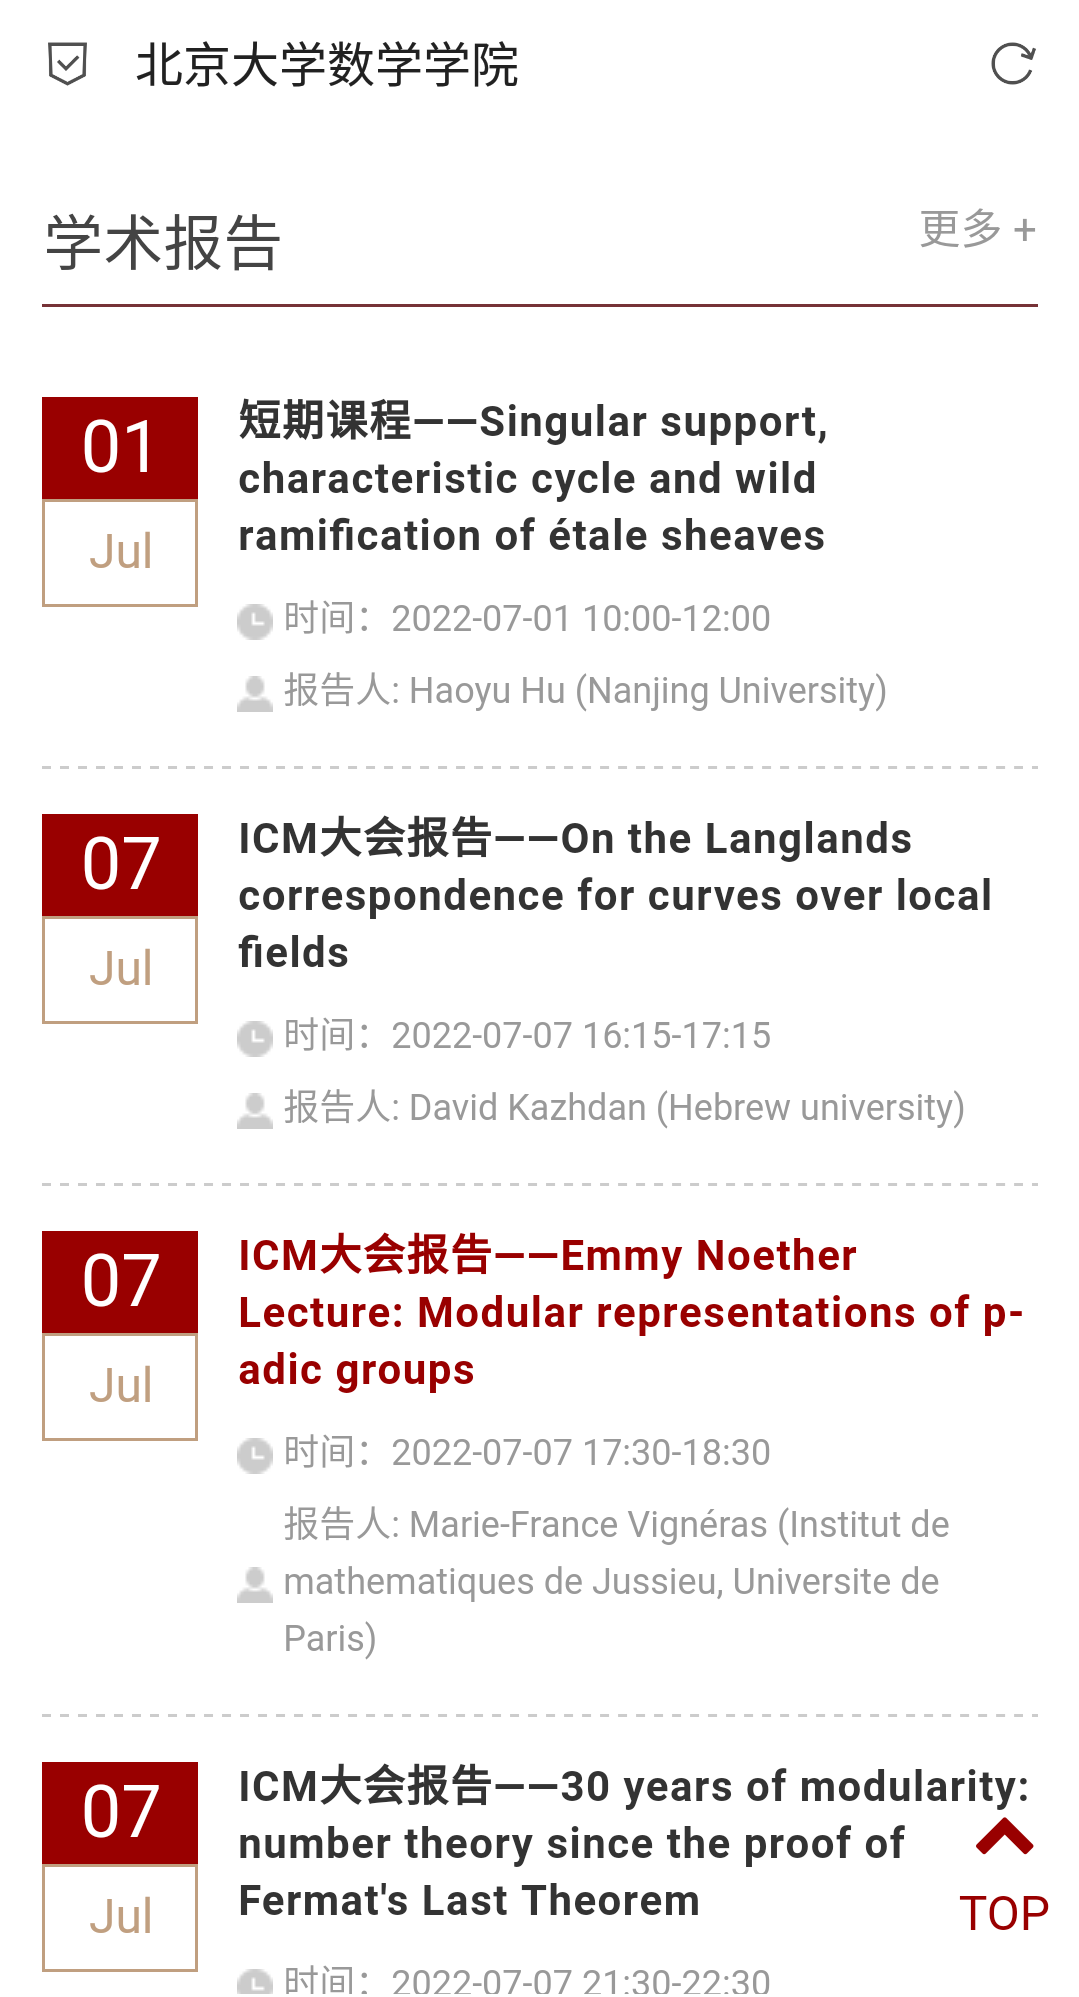 北京大学数学学院
学术报告
更多 +
01
Jul
短期课程——Singular support,
characteristic cycle and wild
ramification of étale sheaves
时间：2022-07-01 10:00-12:00
报告人: Haoyu Hu (Nanjing University)
07
Jul
ICM大会报告——On the Langlands
correspondence for curves over local
fields
时间：2022-07-07 16:15-17:15
报告人: David Kazhdan (Hebrew university)
07
Jul
ICM大会报告——Emmy Noether
Lecture: Modular representations of p-
adic groups
时间：2022-07-07 17:30-18:30
报告人: Marie-France Vignéras (Institut de
mathematiques de Jussieu, Universite de
Paris)
07
Jul
ICM大会报告——30 years of modularity:
number theory since the proof of
Fermat's Last Theorem
时间：2022-07-07 21:30-22:30
TOP